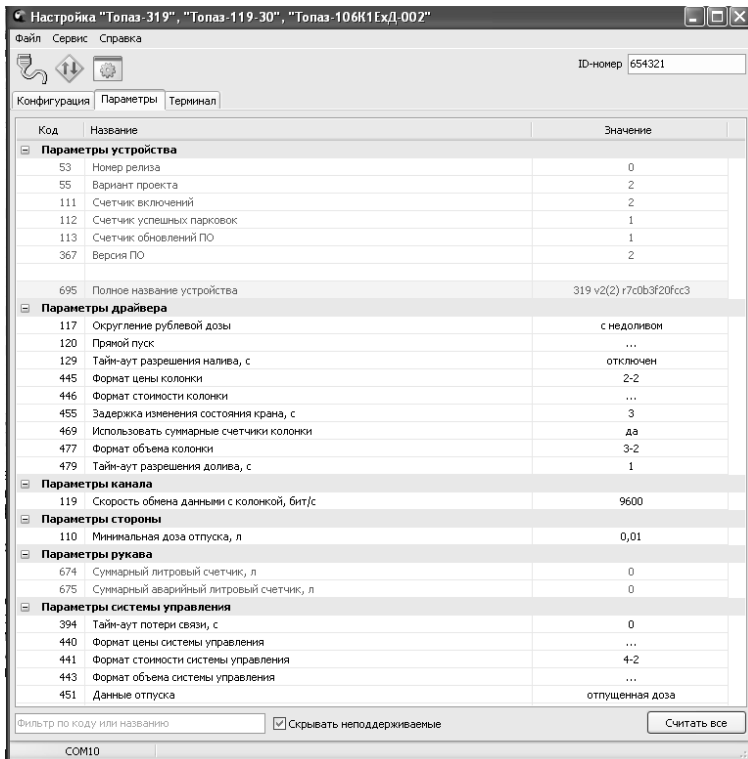 Настройка "Топаз-319", "Топаз-119-30", "Топаз-106К1ЕхД-002"
Файл Сервис Справка
ID-номер 654321
Конфигурация Параметры Терминал
Код Название Значение
Параметры устройства
53 Номер релиза 0
55 Вариант проекта 2
111 Счетчик включений 2
112 Счетчик успешных парковок 1
113 Счетчик обновлений ПО 1
367 Версия ПО 2
695 Полное название устройства 319 v2(2) r7c0b3f20fcc3
Параметры драйвера
117 Округление рублевой дозы с недоливом
120 Прямой пуск ...
129 Тайм-аут разрешения налива, с отключен
445 Формат цены колонки 2-2
446 Формат стоимости колонки ...
455 Задержка изменения состояния крана, с 3
469 Использовать суммарные счетчики колонки да
477 Формат объема колонки 3-2
479 Тайм-аут разрешения долива, с 1
Параметры канала
119 Скорость обмена данными с колонкой, бит/с 9600
Параметры стороны
110 Минимальная доза отпуска, л 0,01
Параметры рукава
674 Суммарный литровый счетчик, л 0
675 Суммарный аварийный литровый счетчик, л 0
Параметры системы управления
394 Тайм-аут потери связи, с 0
440 Формат цены системы управления ...
441 Формат стоимости системы управления 4-2
443 Формат объема системы управления ...
451 Данные отпуска отпущенная доза
Фильтр по коду или названию Скрывать неподдерживаемые Считать все
COM10